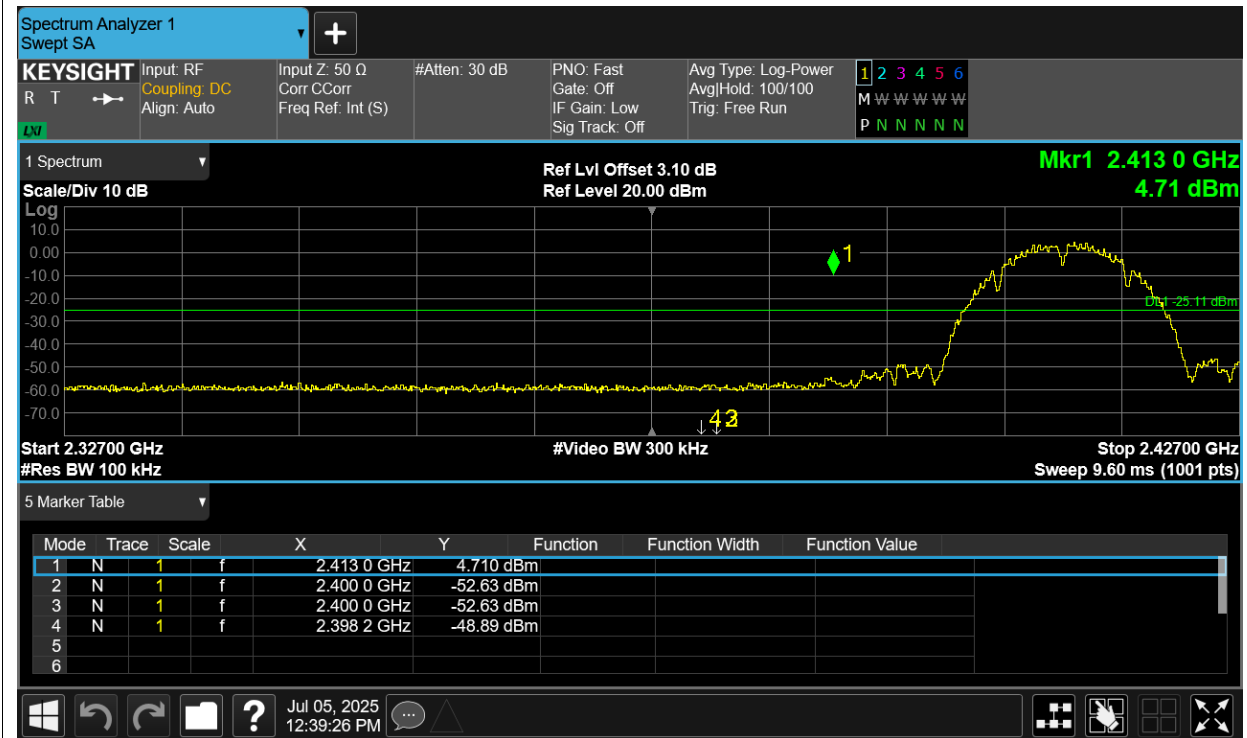 Spectrum Analyzer 1
Swept SA
KEYSIGHT Input: RF Input Z: 50 Ω #Atten: 30 dB PNO: Fast Avg Type: Log-Power 1 2 3 4 5 6
R T Coupling: DC Corr CCorr Gate: Off Avg|Hold: 100/100 M W W W W W
Align: Auto Freq Ref: Int (S) IF Gain: Low Trig: Free Run
LXI Sig Track: Off P N N N N N
1 Spectrum Ref Lvl Offset 3.10 dB Mkr1 2.413 0 GHz
Scale/Div 10 dB Ref Level 20.00 dBm 4.71 dBm
Log
10.0
0.00 1
-10.0
-20.0 DL1 -25.11 dBm
-30.0
-40.0
-50.0
-60.0
-70.0
Start 2.32700 GHz #Video BW 300 kHz Stop 2.42700 GHz
#Res BW 100 kHz Sweep 9.60 ms (1001 pts)
5 Marker Table
Mode Trace Scale X Y Function Function Width Function Value
1 N 1 f 2.413 0 GHz 4.710 dBm
2 N 1 f 2.400 0 GHz -52.63 dBm
3 N 1 f 2.400 0 GHz -52.63 dBm
4 N 1 f 2.398 2 GHz -48.89 dBm
5
6
? Jul 05, 2025
12:39:26 PM